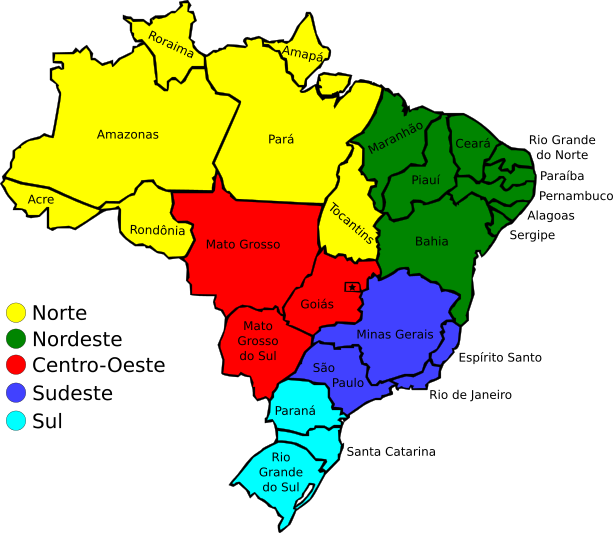 Roraima
Amapá
Amazonas
Pará
Maranhão
Ceará
Rio Grande
do Norte
Paraíba
Piauí
Pernambuco
Acre
Alagoas
Tocantins
Rondônia
Sergipe
Mato Grosso
Bahia
Goiás
Mato
Grosso
do Sul
Minas Gerais
Espírito Santo
São
Paulo
Rio de Janeiro
Paraná
Santa Catarina
Rio
Grande
do Sul
Norte
Nordeste
Centro-Oeste
Sudeste
Sul